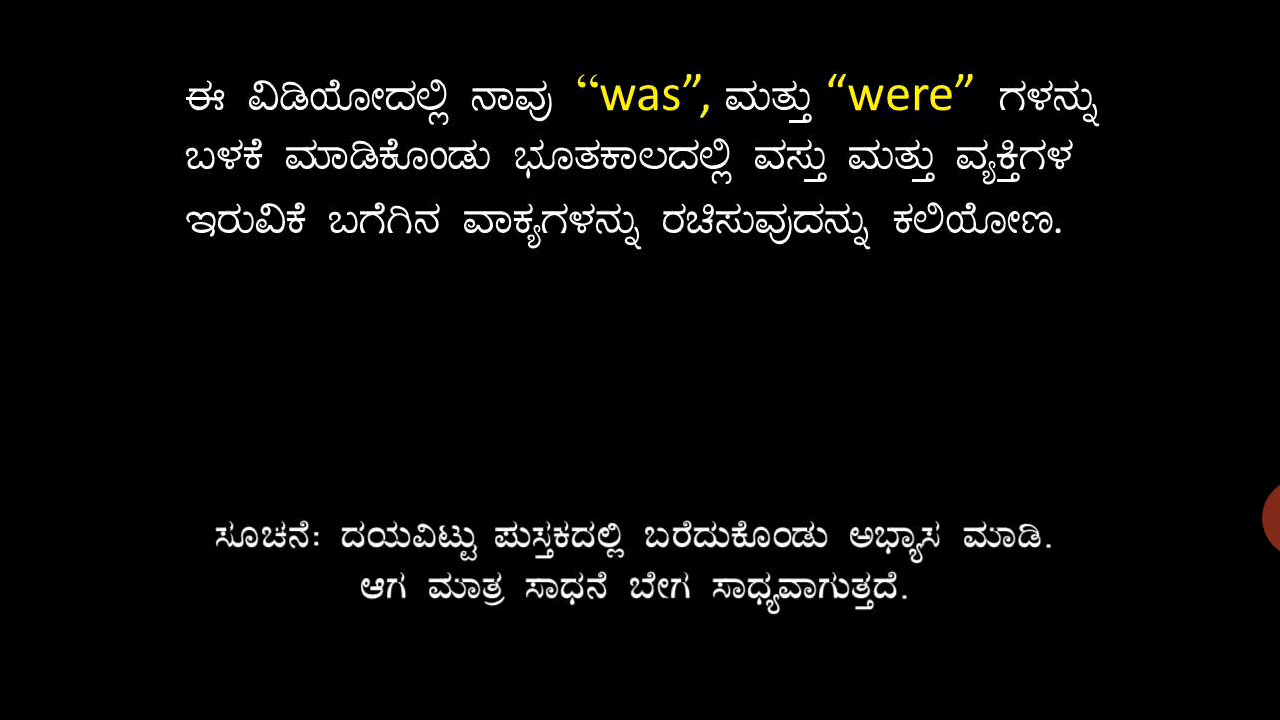 ಈ ವಿಡಿಯೋದಲ್ಲಿ ನಾವು “was”, ಮತ್ತು “were” ಗಳನ್ನು
ಬಳಕೆ ಮಾಡಿಕೊಂಡು ಭೂತಕಾಲದಲ್ಲಿ ವಸ್ತು ಮತ್ತು ವ್ಯಕ್ತಿಗಳ
ಇರುವಿಕೆ ಬಗೆಗಿನ ವಾಕ್ಯಗಳನ್ನು ರಚಿಸುವುದನ್ನು ಕಲಿಯೋಣ.
ಸೂಚನೆ: ದಯವಿಟ್ಟು ಪುಸ್ತಕದಲ್ಲಿ ಬರೆದುಕೊಂಡು ಅಭ್ಯಾಸ ಮಾಡಿ.
ಆಗ ಮಾತ್ರ ಸಾಧನೆ ಬೇಗ ಸಾಧ್ಯವಾಗುತ್ತದೆ.